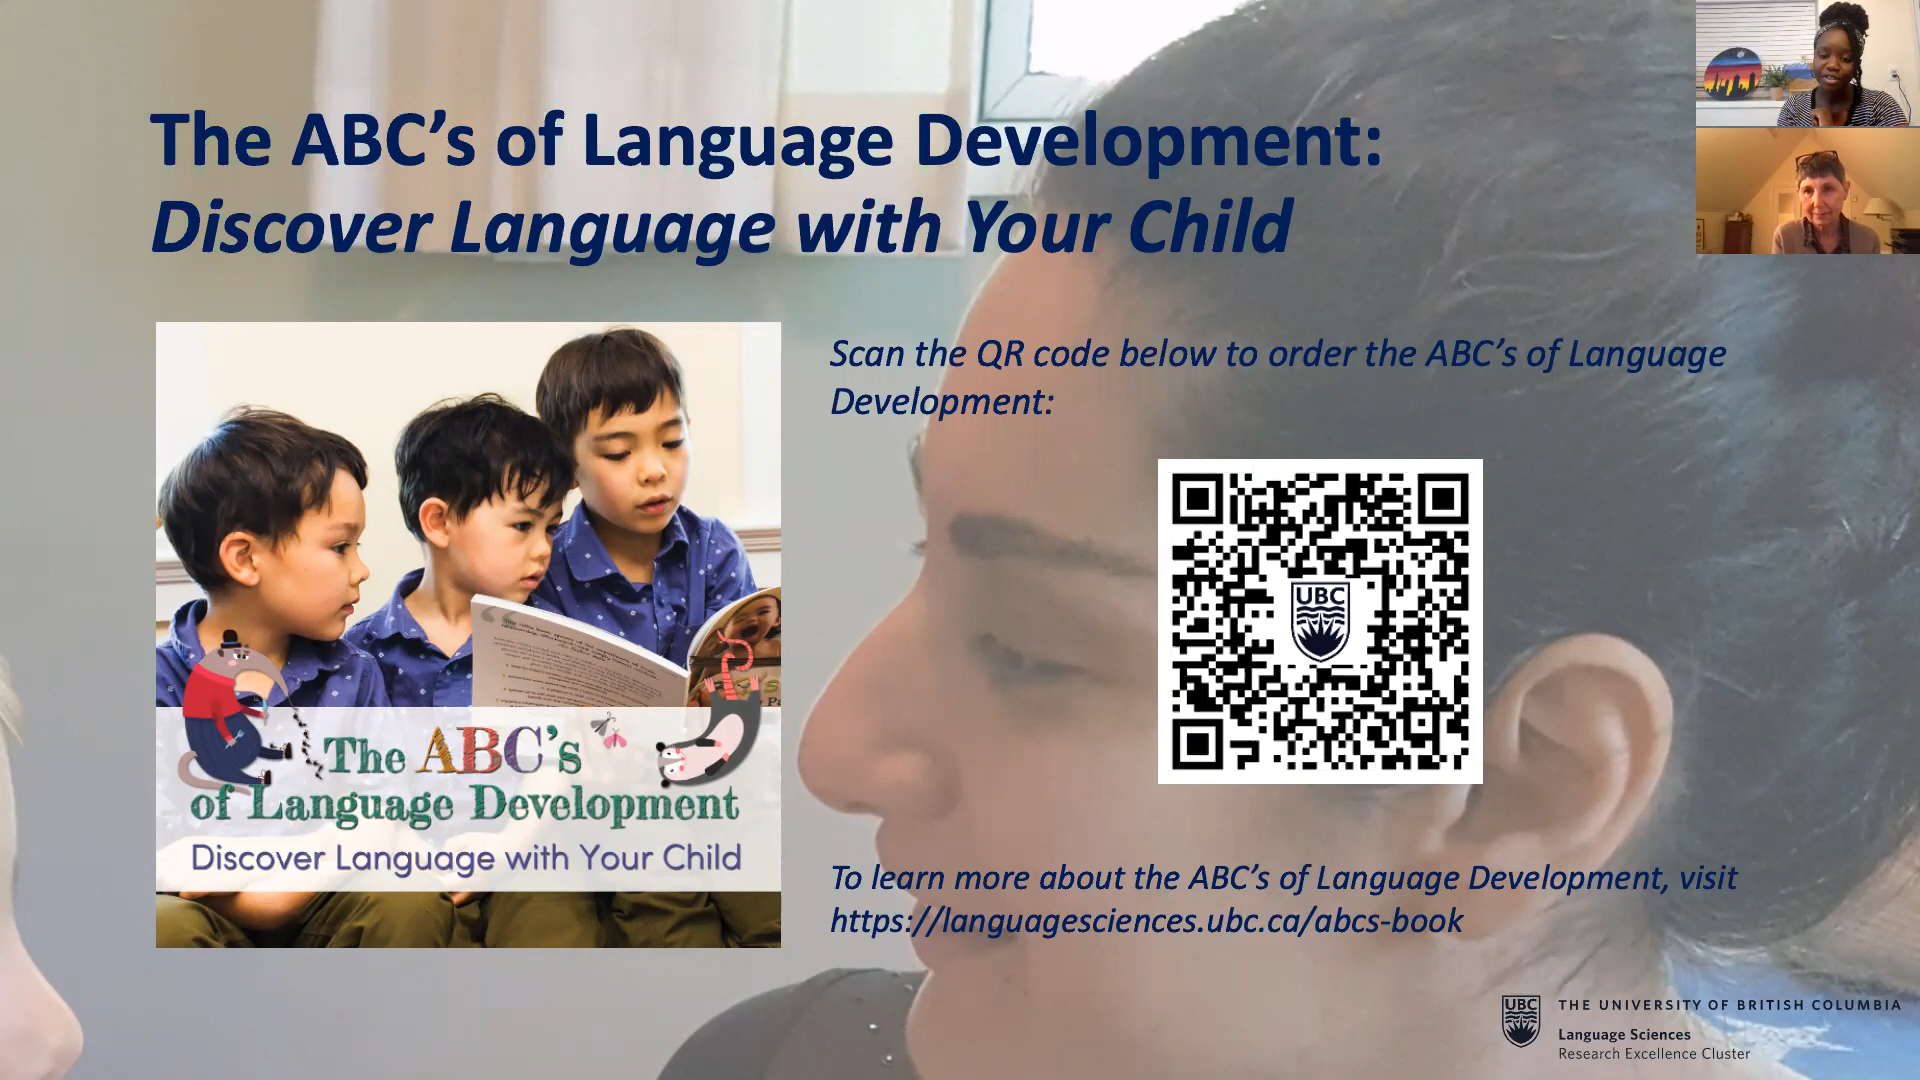 The ABC’s of Language Development:
Discover Language with Your Child
Scan the QR code below to order the ABC’s of Language
Development:
UBC
The ABC’s
of Language Development
Discover Language with Your Child
To learn more about the ABC’s of Language Development, visit
https://languagesciences.ubc.ca/abcs-book
UBC
THE UNIVERSITY OF BRITISH COLUMBIA
Language Sciences
Research Excellence Cluster